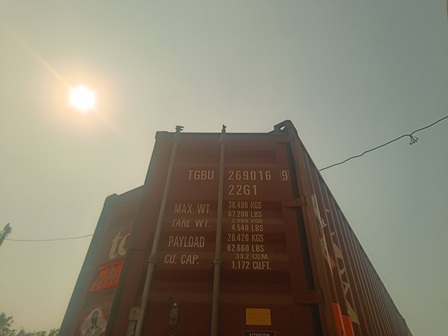 TGBU 269016 9
22G1
MAX. WT. 30.480 KGS
67.200 LBS
TARE WT.
4.540 LBS
PAYLOAD 28.420 KGS
62.660 LBS
CU. CAP. 33.2 CU.M.
1.172 CU.FT.